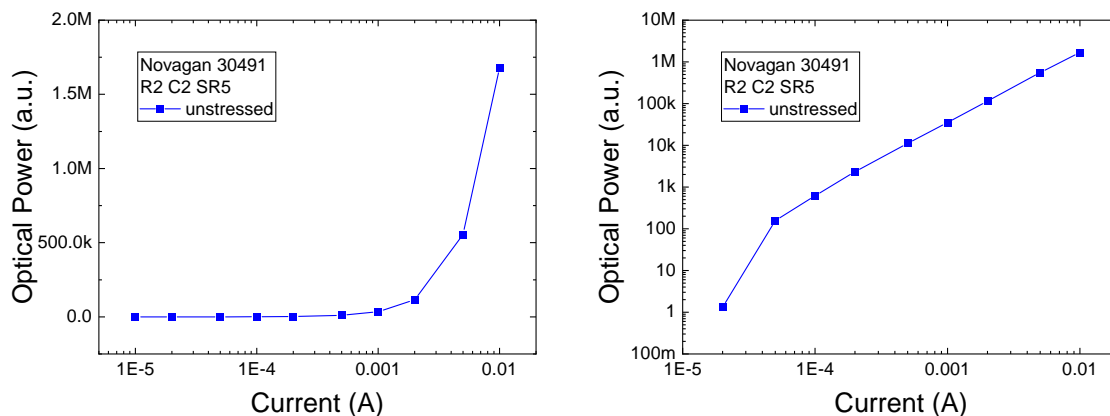 2.0M
1.5M
1.0M
500.0k
0.0
Optical Power (a.u.)
Novagan 30491
R2 C2 SR5
unstressed
1E-5
1E-4
0.001
0.01
Current (A)
10M
1M
100k
10k
1k
100
10
1
100m
Optical Power (a.u.)
Novagan 30491
R2 C2 SR5
unstressed
1E-5
1E-4
0.001
0.01
Current (A)